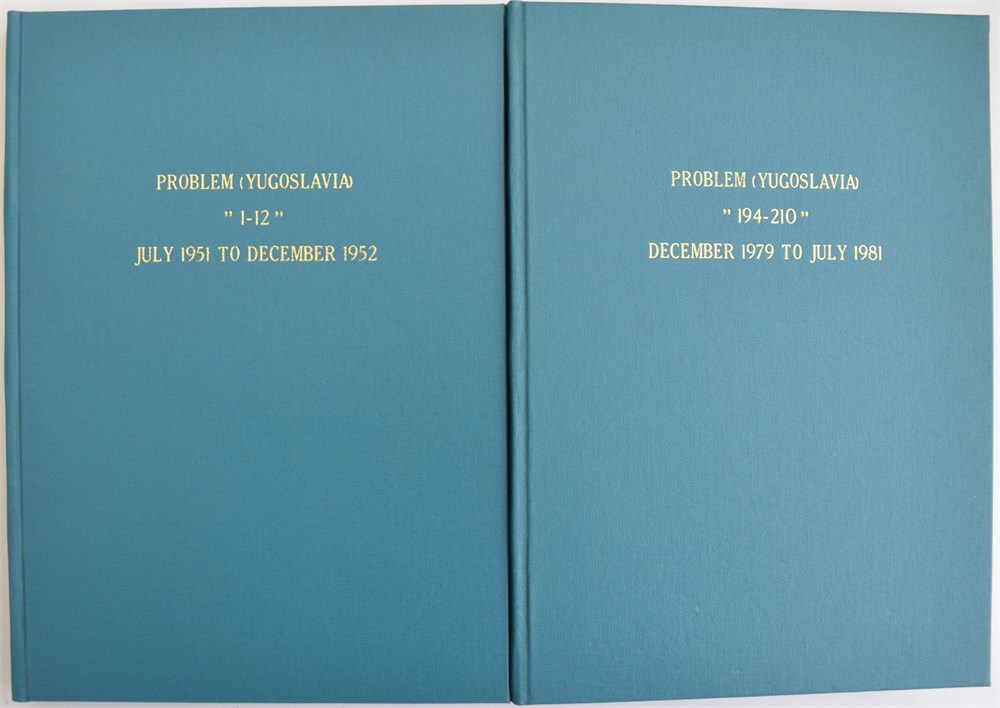 PROBLEM (YUGOSLAVIA)
" 1-12 "
JULY 1951 TO DECEMBER 1952
PROBLEM (YUGOSLAVIA)
" 194-210 "
DECEMBER 1979 TO JULY 1981